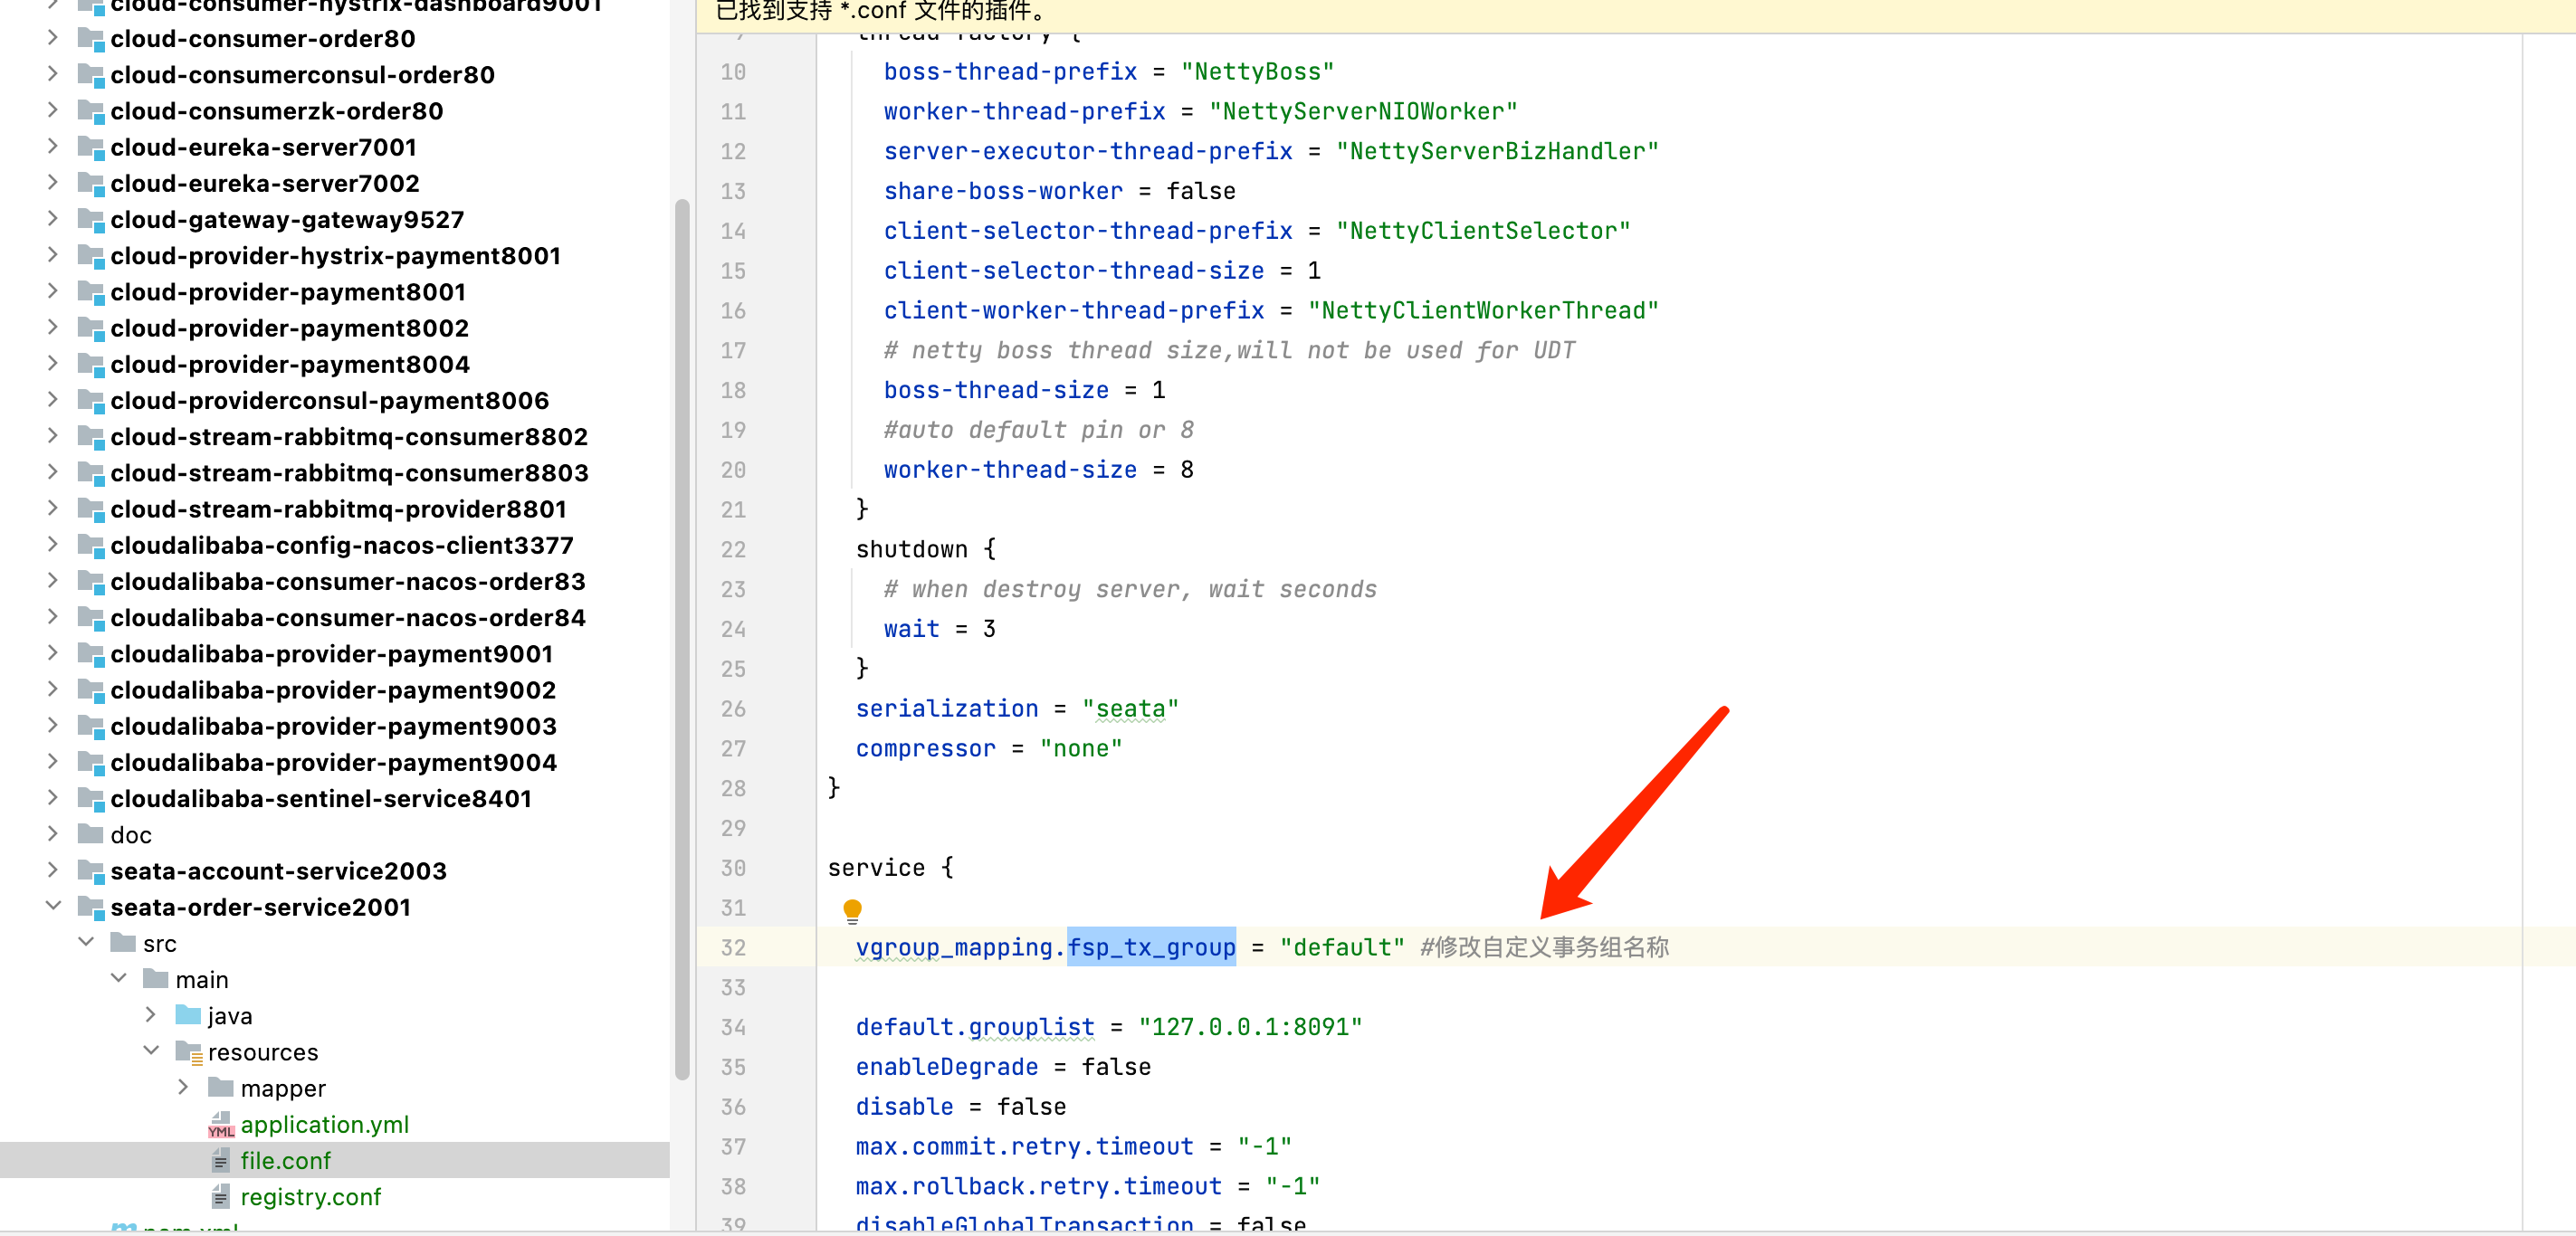 cloud-consumer-hystrix-dashboard9001
cloud-consumer-order80
cloud-consumerconsul-order80
cloud-consumerzk-order80
cloud-eureka-server7001
cloud-eureka-server7002
cloud-gateway-gateway9527
cloud-provider-hystrix-payment8001
cloud-provider-payment8001
cloud-provider-payment8002
cloud-provider-payment8004
cloud-providerconsul-payment8006
cloud-stream-rabbitmq-consumer8802
cloud-stream-rabbitmq-consumer8803
cloud-stream-rabbitmq-provider8801
cloudalibaba-config-nacos-client3377
cloudalibaba-consumer-nacos-order83
cloudalibaba-consumer-nacos-order84
cloudalibaba-provider-payment9001
cloudalibaba-provider-payment9002
cloudalibaba-provider-payment9003
cloudalibaba-provider-payment9004
cloudalibaba-sentinel-service8401
doc
seata-account-service2003
seata-order-service2001
src
main
java
resources
mapper
YML application.yml
file.conf
registry.conf
pom.xml
已找到支持 *.conf 文件的插件。
9 thread-factory {
10 boss-thread-prefix = "NettyBoss"
11 worker-thread-prefix = "NettyServerNIOWorker"
12 server-executor-thread-prefix = "NettyServerBizHandler"
13 share-boss-worker = false
14 client-selector-thread-prefix = "NettyClientSelector"
15 client-selector-thread-size = 1
16 client-worker-thread-prefix = "NettyClientWorkerThread"
17 # netty boss thread size,will not be used for UDT
18 boss-thread-size = 1
19 #auto default pin or 8
20 worker-thread-size = 8
21 }
22 shutdown {
23 # when destroy server, wait seconds
24 wait = 3
25 }
26 serialization = "seata"
27 compressor = "none"
28 }
29
30 service {
31
32 vgroup_mapping.fsp_tx_group = "default" #修改自定义事务组名称
33
34 default.grouplist = "127.0.0.1:8091"
35 enableDegrade = false
36 disable = false
37 max.commit.retry.timeout = "-1"
38 max.rollback.retry.timeout = "-1"
39 disableGlobalTransaction = false